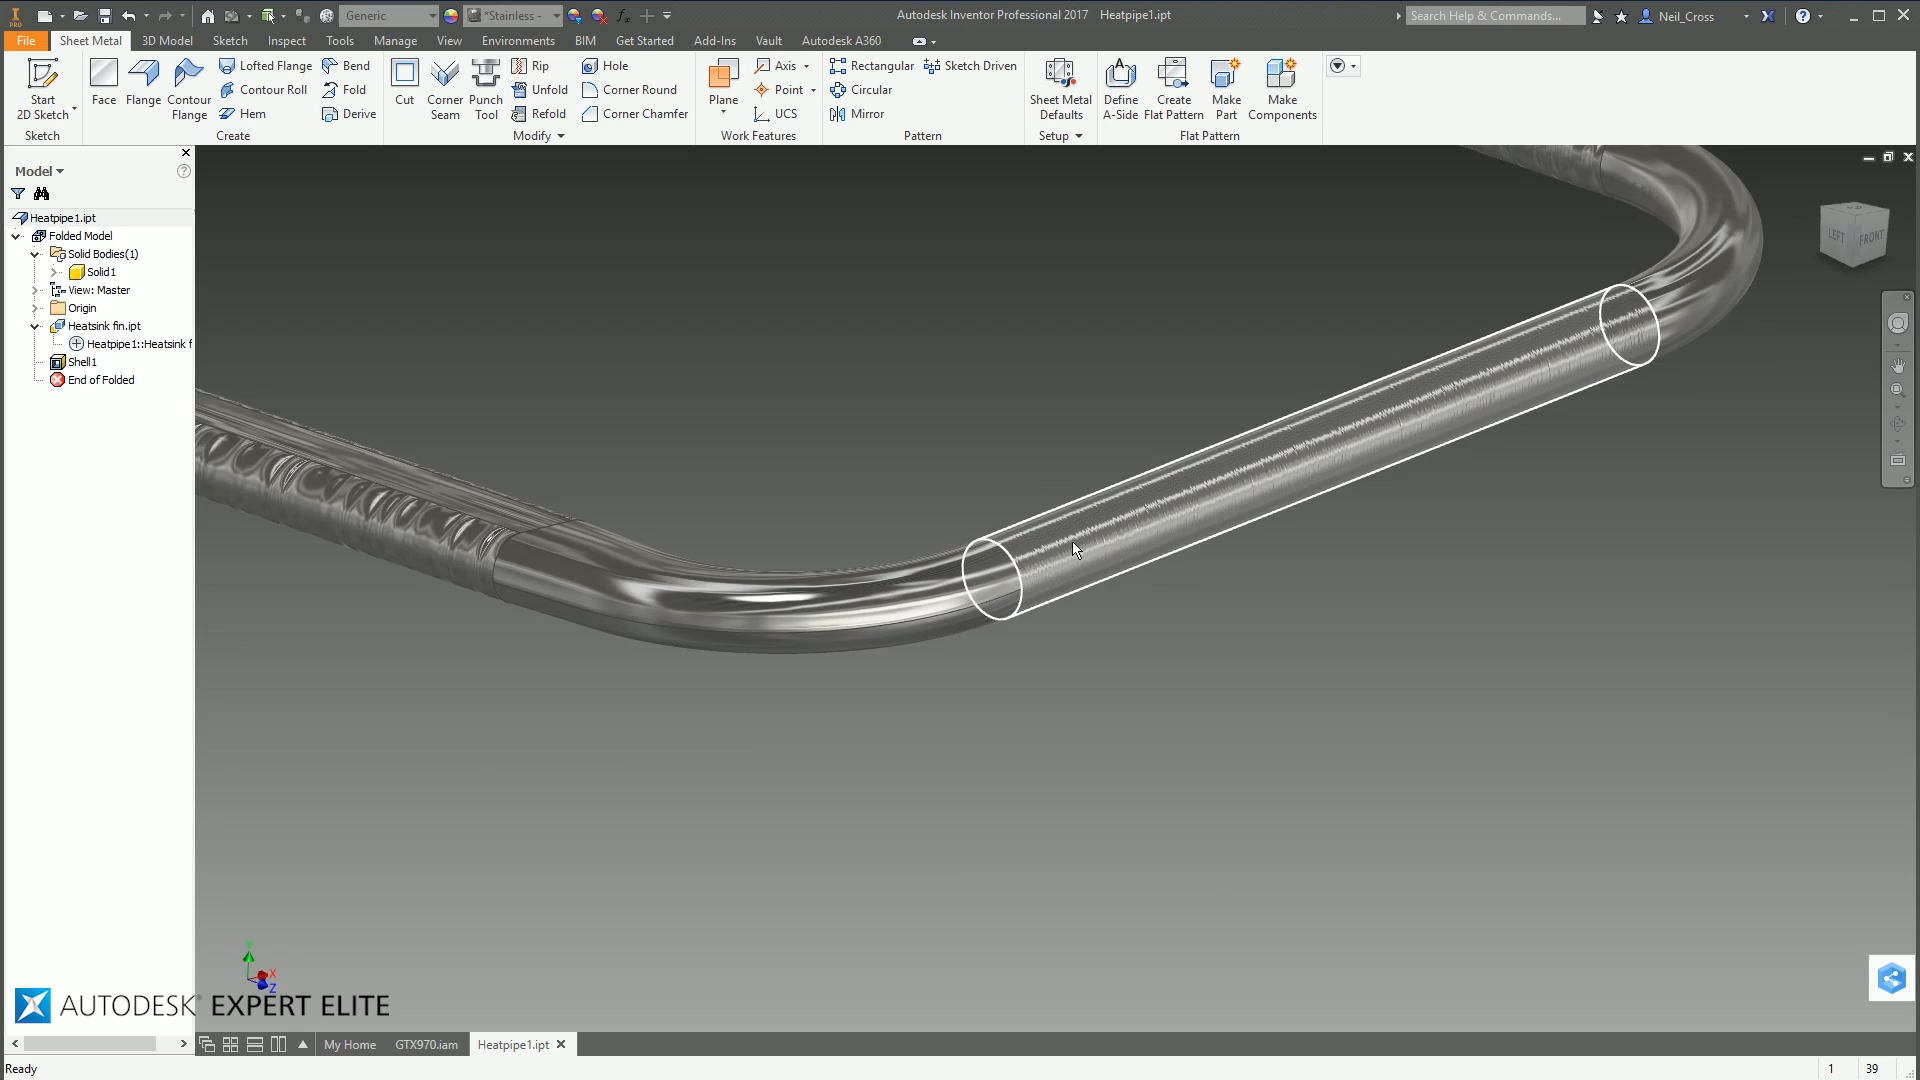 Generic
*Stainless -
Autodesk Inventor Professional 2017 Heatpipe1.ipt
Search Help & Commands...
Neil_Cross
File Sheet Metal 3D Model Sketch Inspect Tools Manage View Environments BIM Get Started Add-Ins Vault Autodesk A360
Start
2D Sketch
Face
Flange
Contour
Flange
Lofted Flange
Contour Roll
Hem
Bend
Fold
Derive
Cut
Corner
Seam
Punch
Tool
Rip
Unfold
Refold
Hole
Corner Round
Corner Chamfer
Plane
Axis
Point
UCS
Rectangular
Circular
Mirror
Sketch Driven
Sheet Metal
Defaults
Define
A-Side
Create
Flat Pattern
Make
Part
Make
Components
Sketch
Create
Modify
Work Features
Pattern
Setup
Flat Pattern
Model
Heatpipe1.ipt
Folded Model
Solid Bodies(1)
Solid1
View: Master
Origin
Heatsink fin.ipt
Heatpipe1::Heatsink f
Shell1
End of Folded
LEFT
FRONT
Y
X
Z
AUTODESK® EXPERT ELITE
My Home
GTX970.iam
Heatpipe1.ipt
Ready
1
39